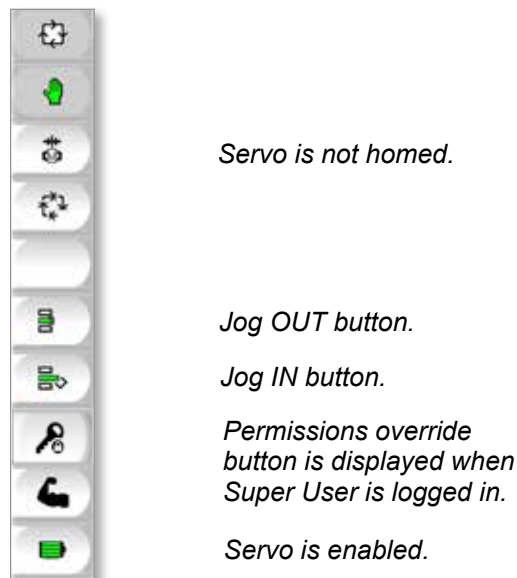 Servo is not homed.
Jog OUT button.
Jog IN button.
Permissions override
button is displayed when
Super User is logged in.
Servo is enabled.